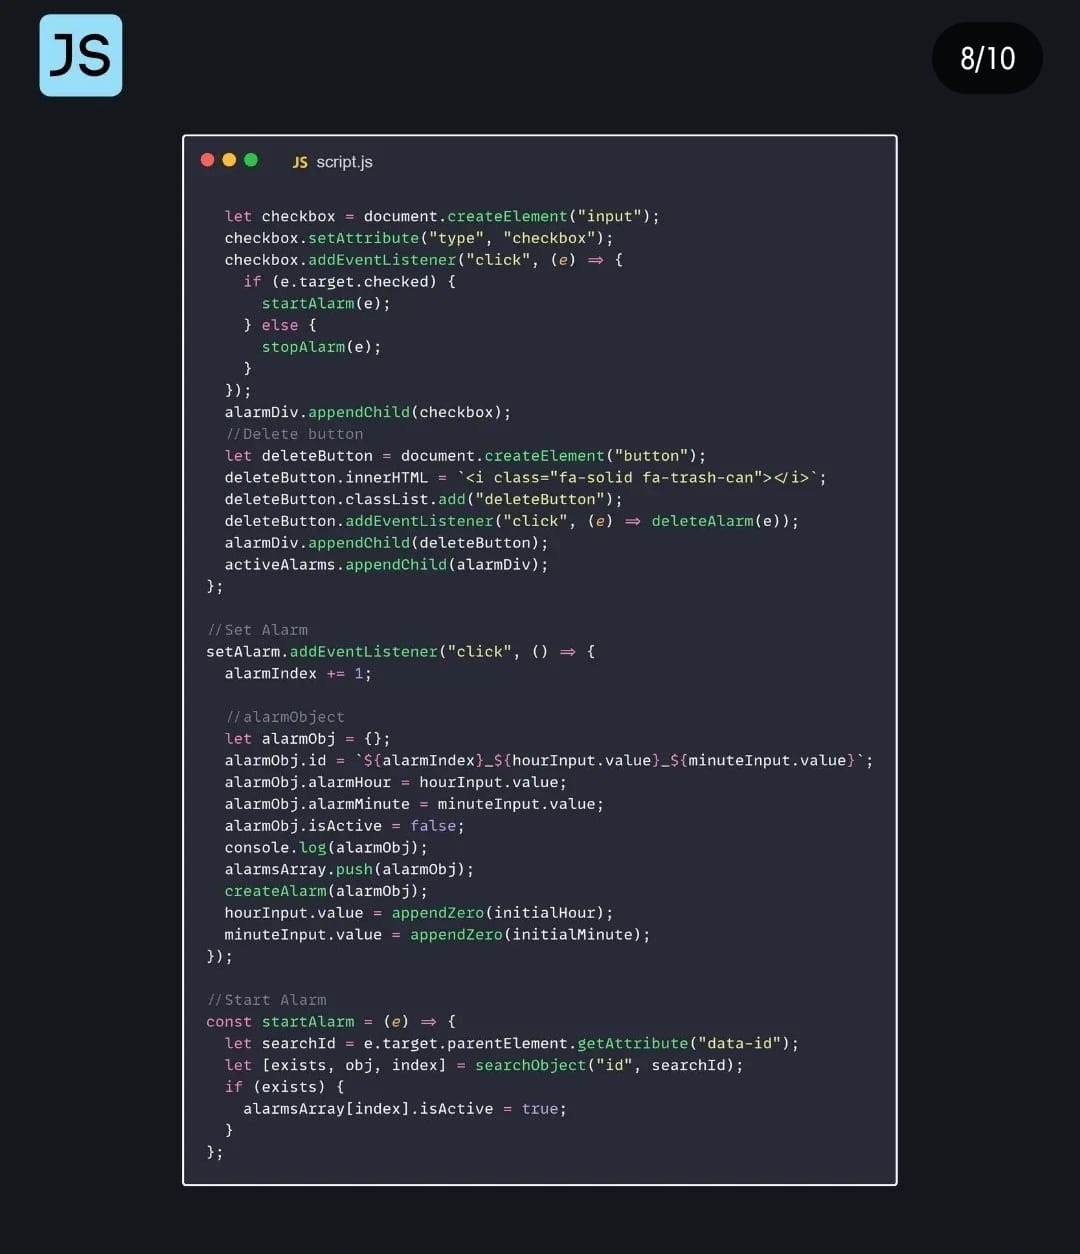 JS
8/10
JS script.js
let checkbox = document.createElement("input");
checkbox.setAttribute("type", "checkbox");
checkbox.addEventListener("click", (e) => {
if (e.target.checked) {
startAlarm(e);
} else {
stopAlarm(e);
}
});
alarmDiv.appendChild(checkbox);
//Delete button
let deleteButton = document.createElement("button");
deleteButton.innerHTML = `<i class="fa-solid fa-trash-can"></i>`;
deleteButton.classList.add("deleteButton");
deleteButton.addEventListener("click", (e) => deleteAlarm(e));
alarmDiv.appendChild(deleteButton);
activeAlarms.appendChild(alarmDiv);
};
//Set Alarm
setAlarm.addEventListener("click", () => {
alarmIndex += 1;
//alarmObject
let alarmObj = {};
alarmObj.id = `${alarmIndex}_${hourInput.value}_${minuteInput.value}`;
alarmObj.alarmHour = hourInput.value;
alarmObj.alarmMinute = minuteInput.value;
alarmObj.isActive = false;
console.log(alarmObj);
alarmsArray.push(alarmObj);
createAlarm(alarmObj);
hourInput.value = appendZero(initialHour);
minuteInput.value = appendZero(initialMinute);
});
//Start Alarm
const startAlarm = (e) => {
let searchId = e.target.parentElement.getAttribute("data-id");
let [exists, obj, index] = searchObject("id", searchId);
if (exists) {
alarmsArray[index].isActive = true;
}
};